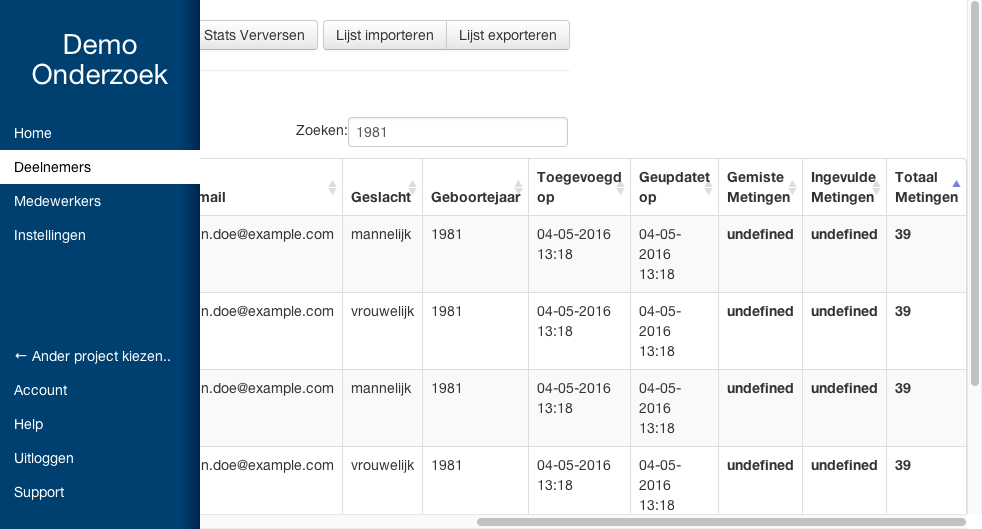 Demo
Onderzoek
Home
Deelnemers
Medewerkers
Instellingen
← Ander project kiezen..
Account
Help
Uitloggen
Support
Stats Verversen Lijst importeren Lijst exporteren
Zoeken: 1981
mail Geslacht Geboortejaar Toegevoegd op Geupdatet op Gemiste Metingen Ingevulde Metingen Totaal Metingen
n.doe@example.com mannelijk 1981 04-05-2016 13:18 04-05-2016 13:18 undefined undefined 39
n.doe@example.com vrouwelijk 1981 04-05-2016 13:18 04-05-2016 13:18 undefined undefined 39
n.doe@example.com mannelijk 1981 04-05-2016 13:18 04-05-2016 13:18 undefined undefined 39
n.doe@example.com vrouwelijk 1981 04-05-2016 13:18 04-05-2016 13:18 undefined undefined 39